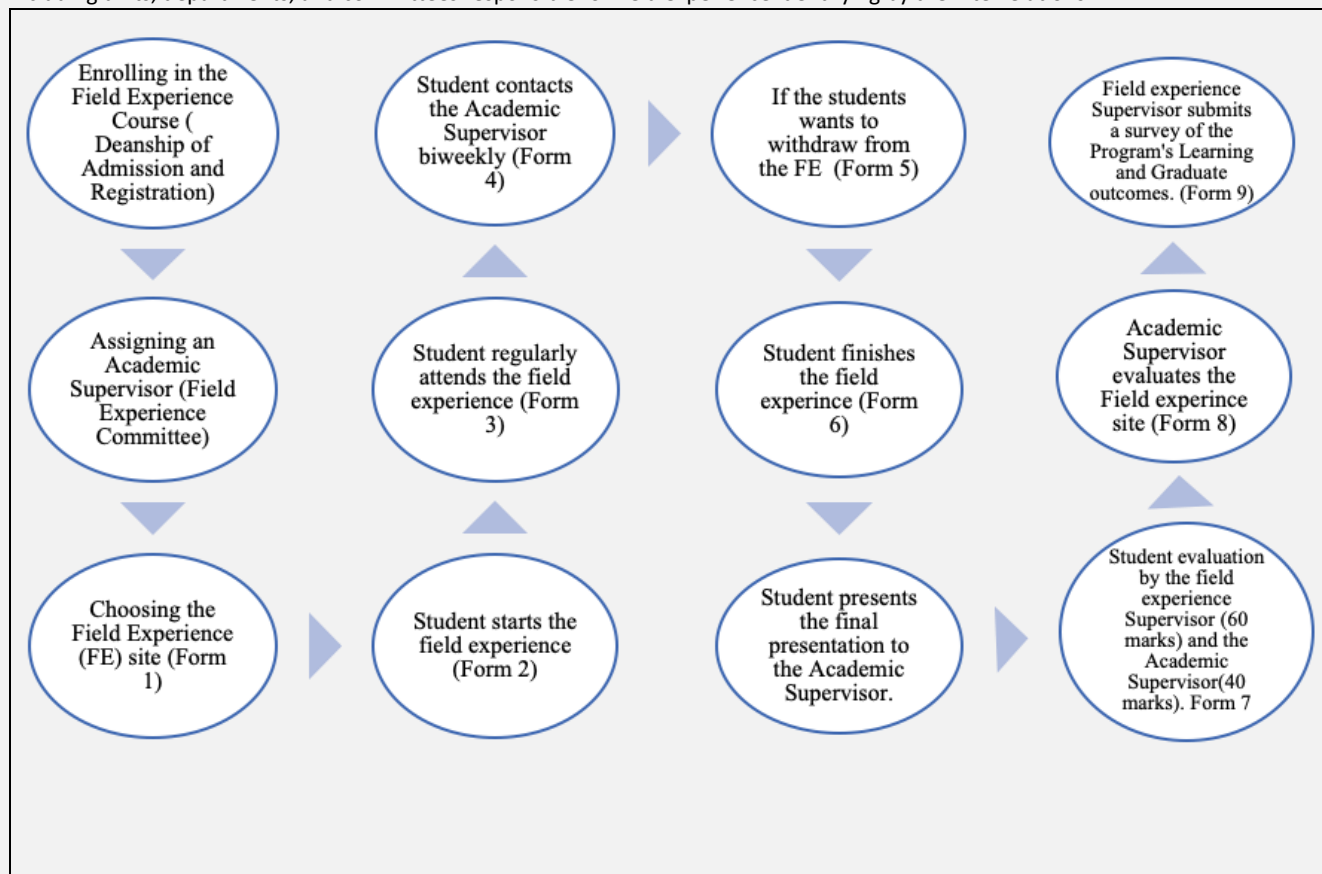 Enrolling in the
Field Experience
Course (
Deanship of
Admission and
Registration)
Assigning an
Academic
Supervisor (Field
Experience
Committee)
Choosing the
Field Experience
(FE) site (Form
1)
Student starts the
field experience
(Form 2)
Student regularly
attends the field
experience (Form
3)
Student contacts
the Academic
Supervisor
biweekly (Form
4)
If the students
wants to
withdraw from
the FE (Form 5)
Student finishes
the field
experince (Form
6)
Student presents
the final
presentation to
the Academic
Supervisor.
Student evaluation
by the field
experience
Supervisor (60
marks) and the
Academic
Supervisor(40
marks). Form 7
Academic
Supervisor
evaluates the
Field experince
site (Form 8)
Field experience
Supervisor submits
a survey of the
Program's Learning
and Graduate
outcomes. (Form 9)